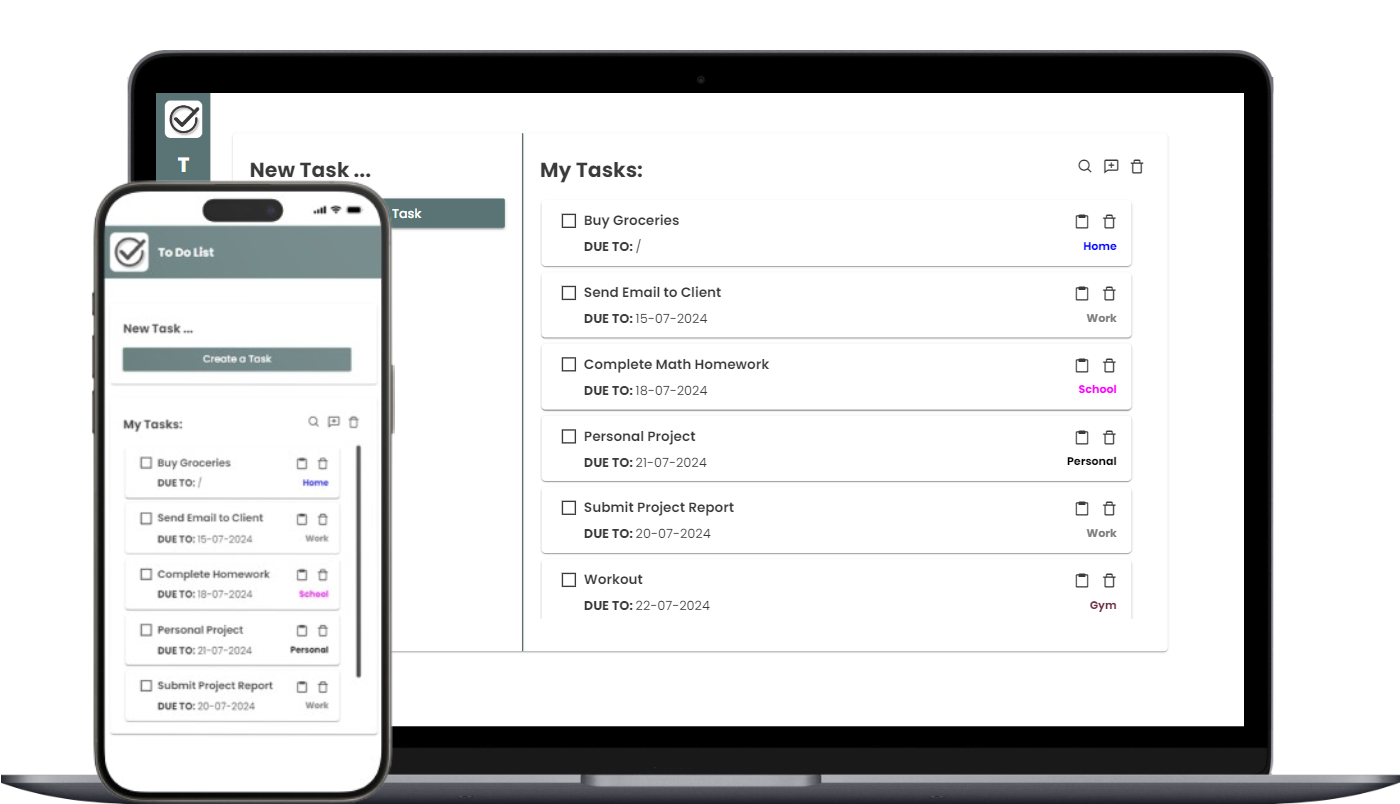 T
New Task ...
Task
My Tasks:
Buy Groceries
DUE TO: /
Home
Send Email to Client
DUE TO: 15-07-2024
Work
Complete Math Homework
DUE TO: 18-07-2024
School
Personal Project
DUE TO: 21-07-2024
Personal
Submit Project Report
DUE TO: 20-07-2024
Work
Workout
DUE TO: 22-07-2024
Gym
To Do List
New Task ...
Create a Task
My Tasks:
Buy Groceries
DUE TO: /
Home
Send Email to Client
DUE TO: 15-07-2024
Work
Complete Homework
DUE TO: 18-07-2024
School
Personal Project
DUE TO: 21-07-2024
Personal
Submit Project Report
DUE TO: 20-07-2024
Work